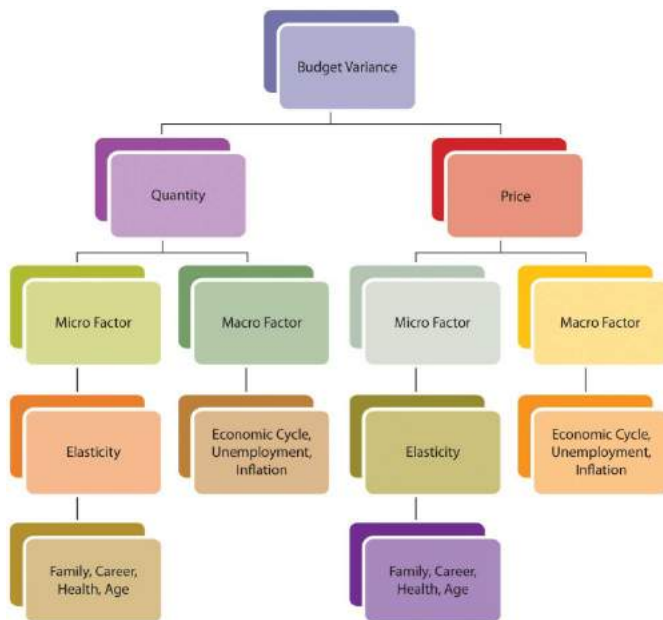 Budget Variance
Quantity
Price
Micro Factor
Macro Factor
Micro Factor
Macro Factor
Elasticity
Economic Cycle,
Unemployment,
Inflation
Elasticity
Economic Cycle,
Unemployment,
Inflation
Family, Career,
Health, Age
Family, Career,
Health, Age